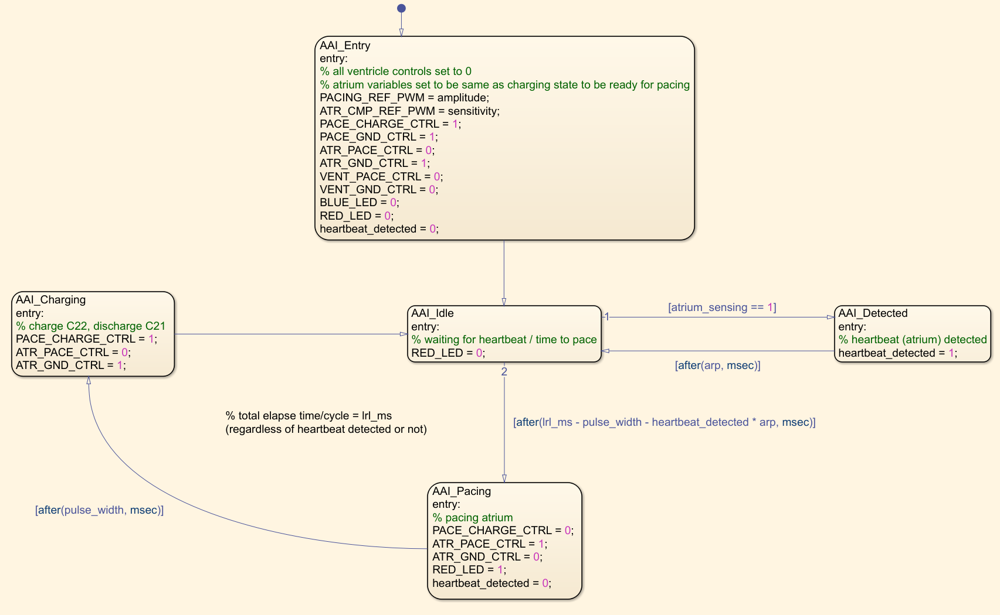 AAI_Entry
entry:
% all ventricle controls set to 0
% atrium variables set to be same as charging state to be ready for pacing
PACING_REF_PWM = amplitude;
ATR_CMP_REF_PWM = sensitivity;
PACE_CHARGE_CTRL = 1;
PACE_GND_CTRL = 1;
ATR_PACE_CTRL = 0;
ATR_GND_CTRL = 1;
VENT_PACE_CTRL = 0;
VENT_GND_CTRL = 0;
BLUE_LED = 0;
RED_LED = 0;
heartbeat_detected = 0;
AAI_Charging
entry:
% charge C22, discharge C21
PACE_CHARGE_CTRL = 1;
ATR_PACE_CTRL = 0;
ATR_GND_CTRL = 1;
AAI_Idle
entry:
% waiting for heartbeat / time to pace
RED_LED = 0;
1
[atrium_sensing == 1]
AAI_Detected
entry:
% heartbeat (atrium) detected
heartbeat_detected = 1;
[after(arp, msec)]
2
% total elapse time/cycle = lrl_ms
(regardless of heartbeat detected or not)
[after(lrl_ms - pulse_width - heartbeat_detected * arp, msec)]
[after(pulse_width, msec)]
AAI_Pacing
entry:
% pacing atrium
PACE_CHARGE_CTRL = 0;
ATR_PACE_CTRL = 1;
ATR_GND_CTRL = 0;
RED_LED = 1;
heartbeat_detected = 0;